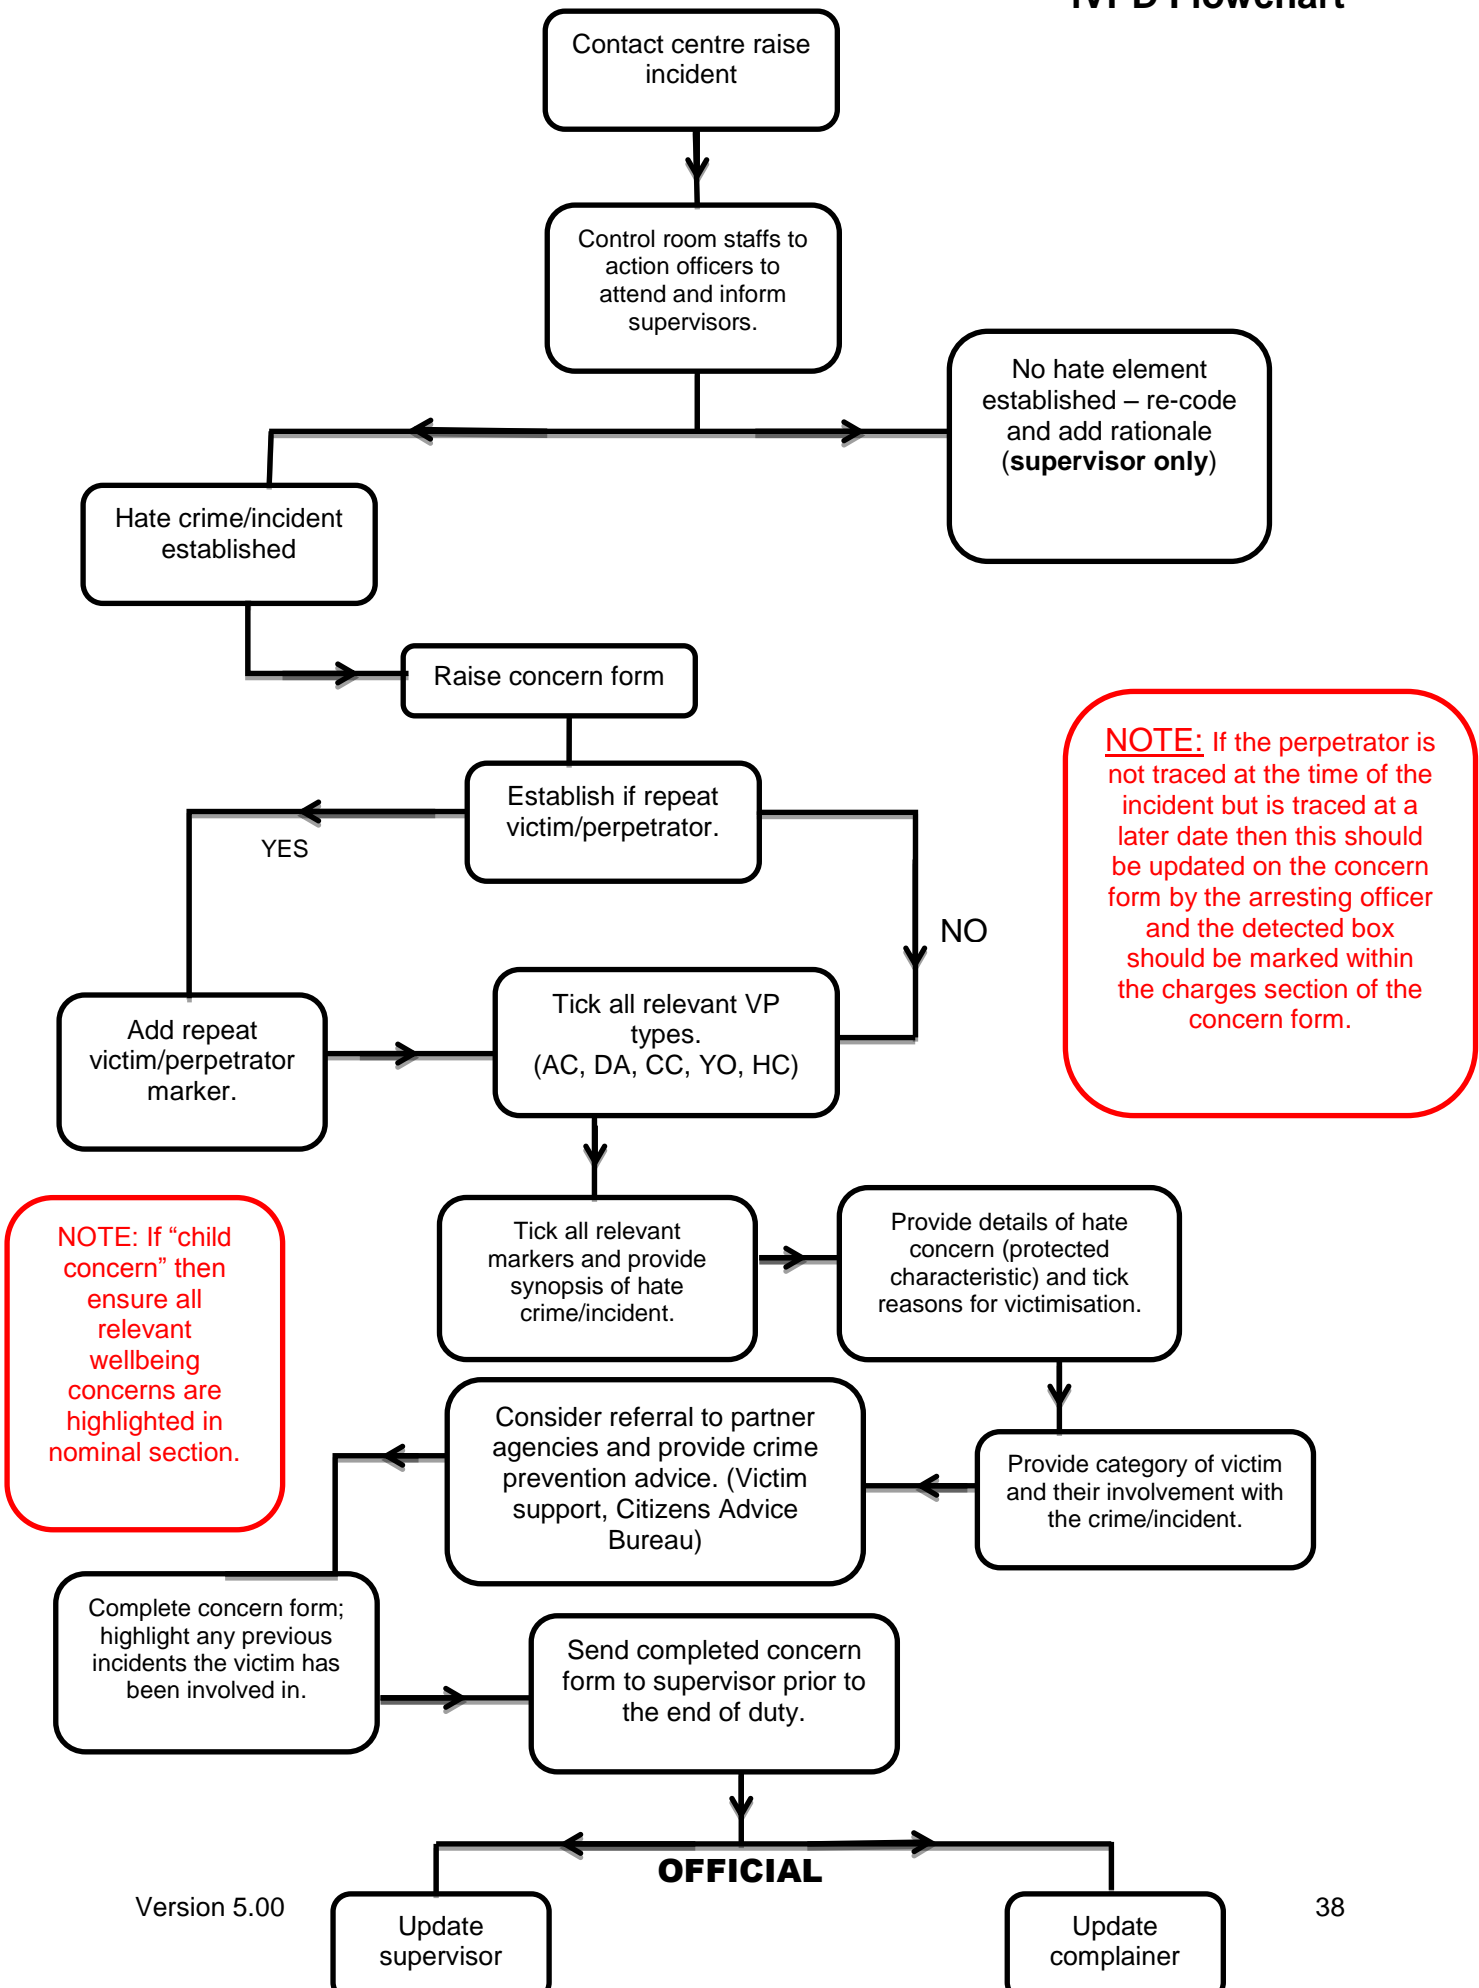 IVPD Flowchart
Contact centre raise
incident
Control room staffs to
action officers to
attend and inform
supervisors.
No hate element
established – re-code
and add rationale
(supervisor only)
Hate crime/incident
established
Raise concern form
Establish if repeat
victim/perpetrator.
YES
NO
NOTE: If the perpetrator is
not traced at the time of the
incident but is traced at a
later date then this should
be updated on the concern
form by the arresting officer
and the detected box
should be marked within
the charges section of the
concern form.
Add repeat
victim/perpetrator
marker.
Tick all relevant VP
types.
(AC, DA, CC, YO, HC)
NOTE: If “child
concern” then
ensure all
relevant
wellbeing
concerns are
highlighted in
nominal section.
Tick all relevant
markers and provide
synopsis of hate
crime/incident.
Provide details of hate
concern (protected
characteristic) and tick
reasons for victimisation.
Consider referral to partner
agencies and provide crime
prevention advice. (Victim
support, Citizens Advice
Bureau)
Provide category of victim
and their involvement with
the crime/incident.
Complete concern form;
highlight any previous
incidents the victim has
been involved in.
Send completed concern
form to supervisor prior to
the end of duty.
OFFICIAL
Version 5.00
38
Update
supervisor
Update
complainer